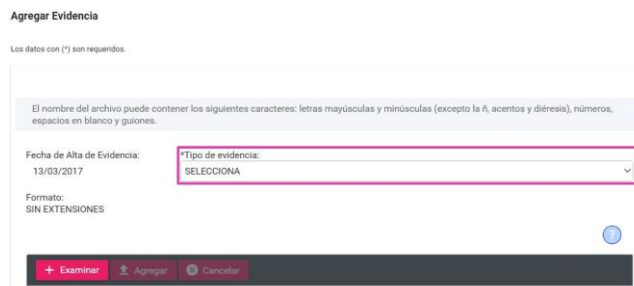 Agregar Evidencia
Los datos con (*) son requeridos.
El nombre del archivo puede contener los siguientes caracteres: letras mayúsculas y minúsculas (excepto la ñ, acentos y diéresis), números,
espacios en blanco y guiones.
Fecha de Alta de Evidencia:
*Tipo de evidencia:
13/03/2017
SELECCIONA
Formato:
SIN EXTENSIONES
?
+ Examinar Agregar Cancelar